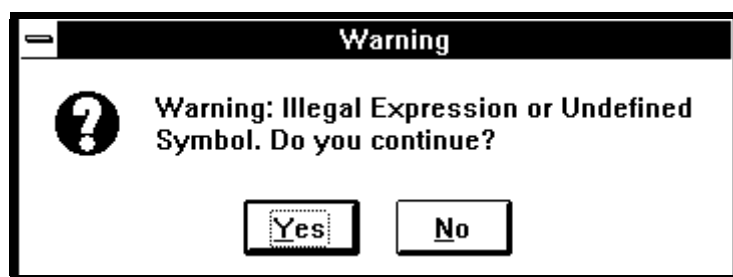 Warning
Warning: Illegal Expression or Undefined
Symbol. Do you continue?
Yes No